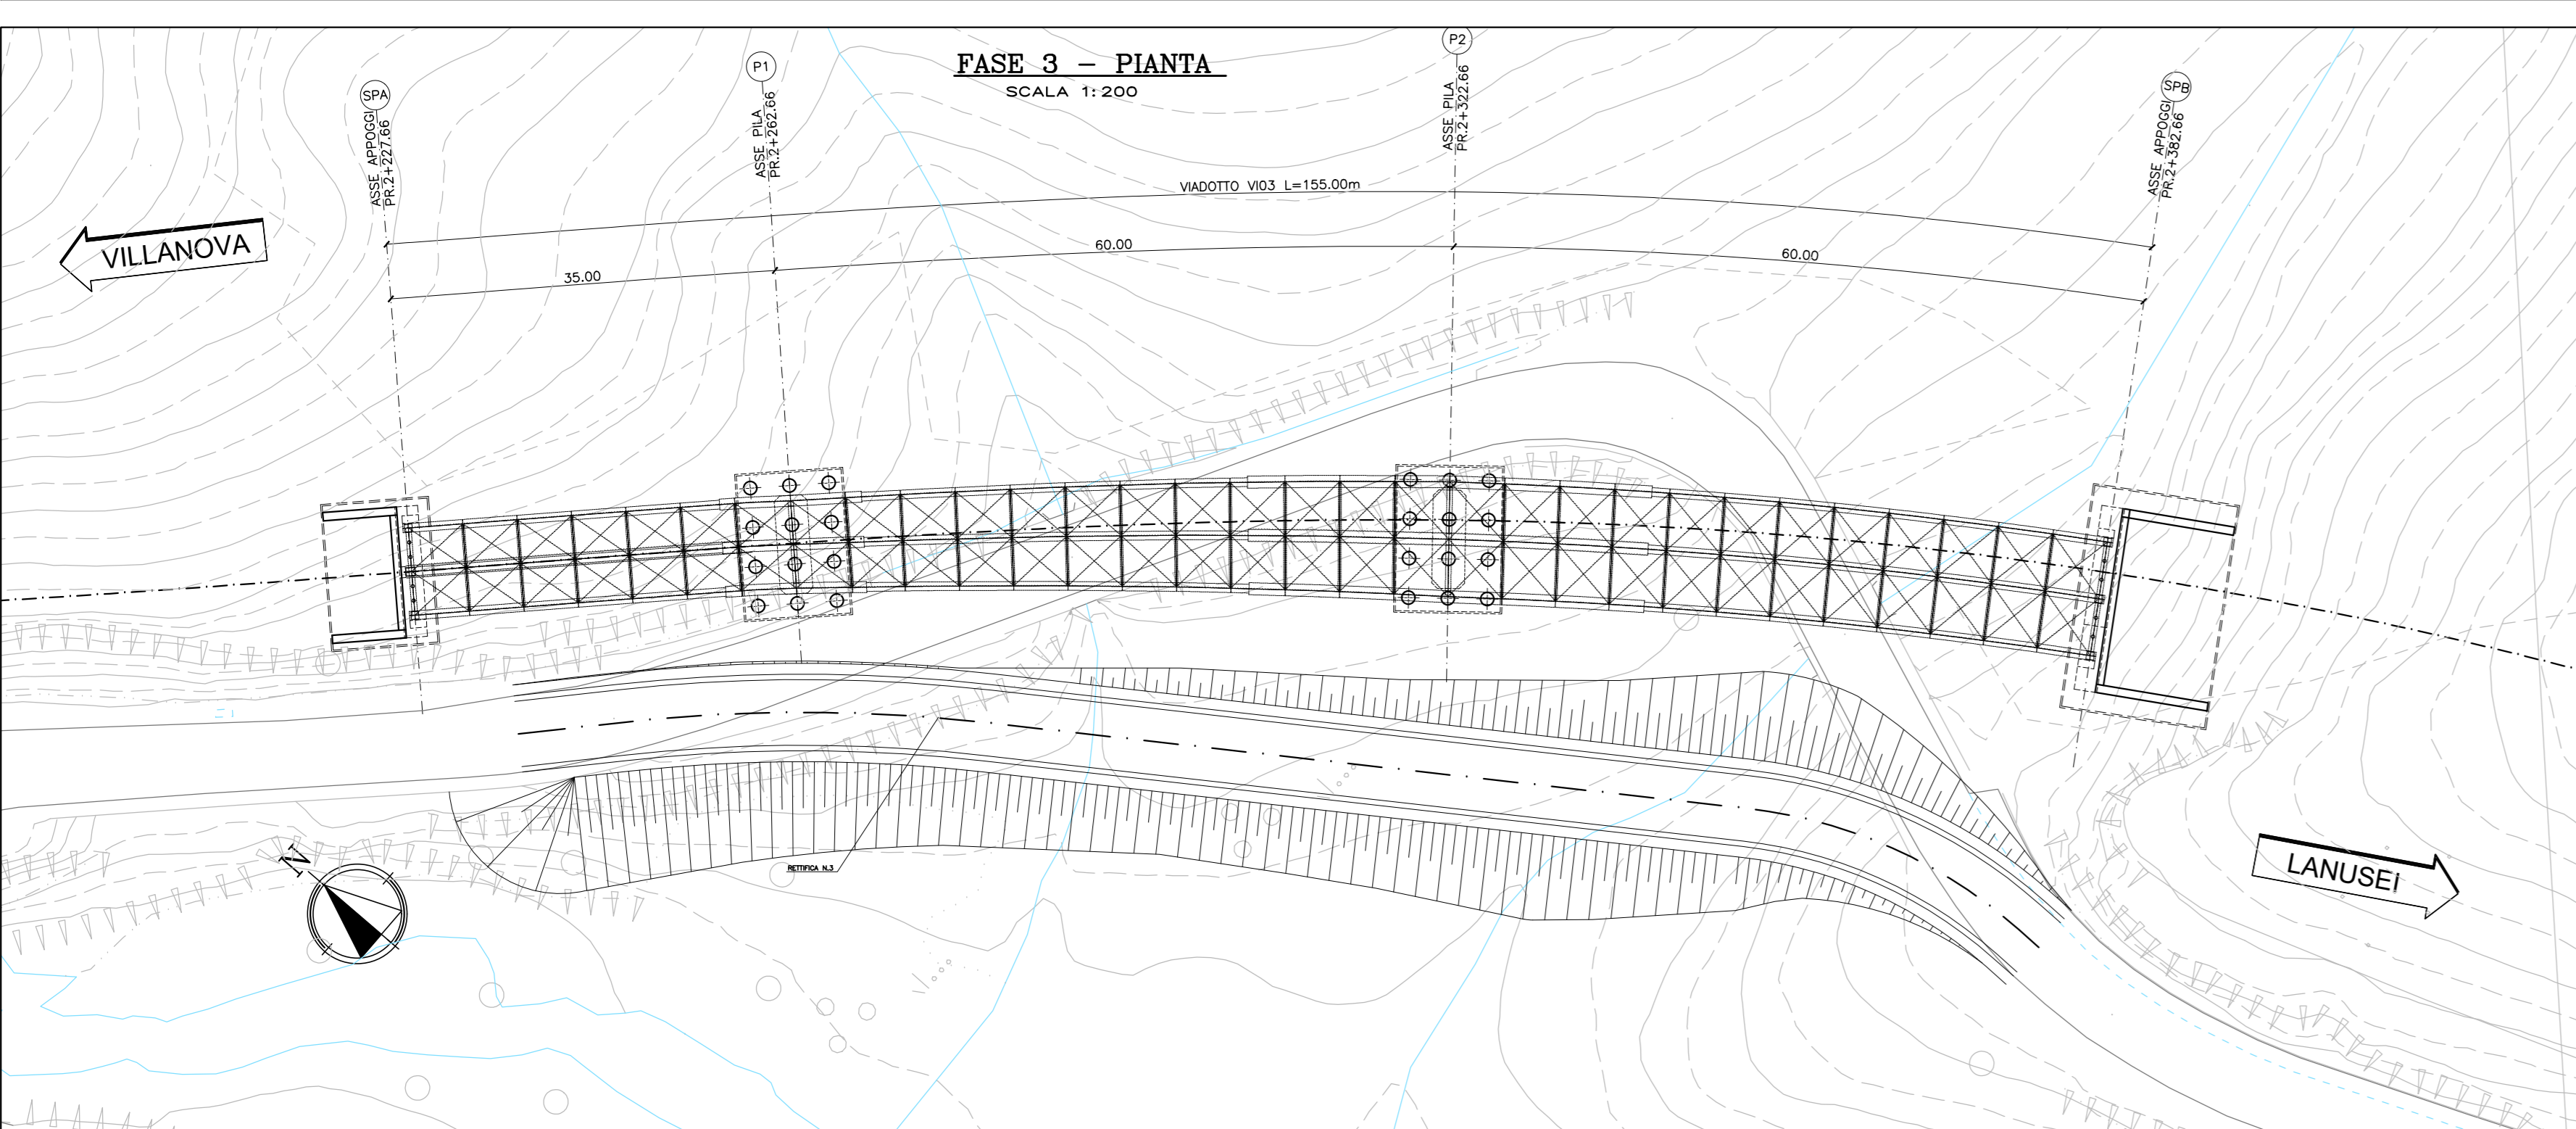 FASE 3 - PIANTA
SCALA 1:200
SPA
ASSE APPOGGI
PR.2+227.66
P1
ASSE PILA
PR.2+262.66
P2
ASSE PILA
PR.2+322.66
SPB
ASSE APPOGGI
PR.2+382.66
VIADOTTO VI03 L=155.00m
35.00
60.00
60.00
VILLANOVA
LANUSEI
RETTIFICA N.3
N